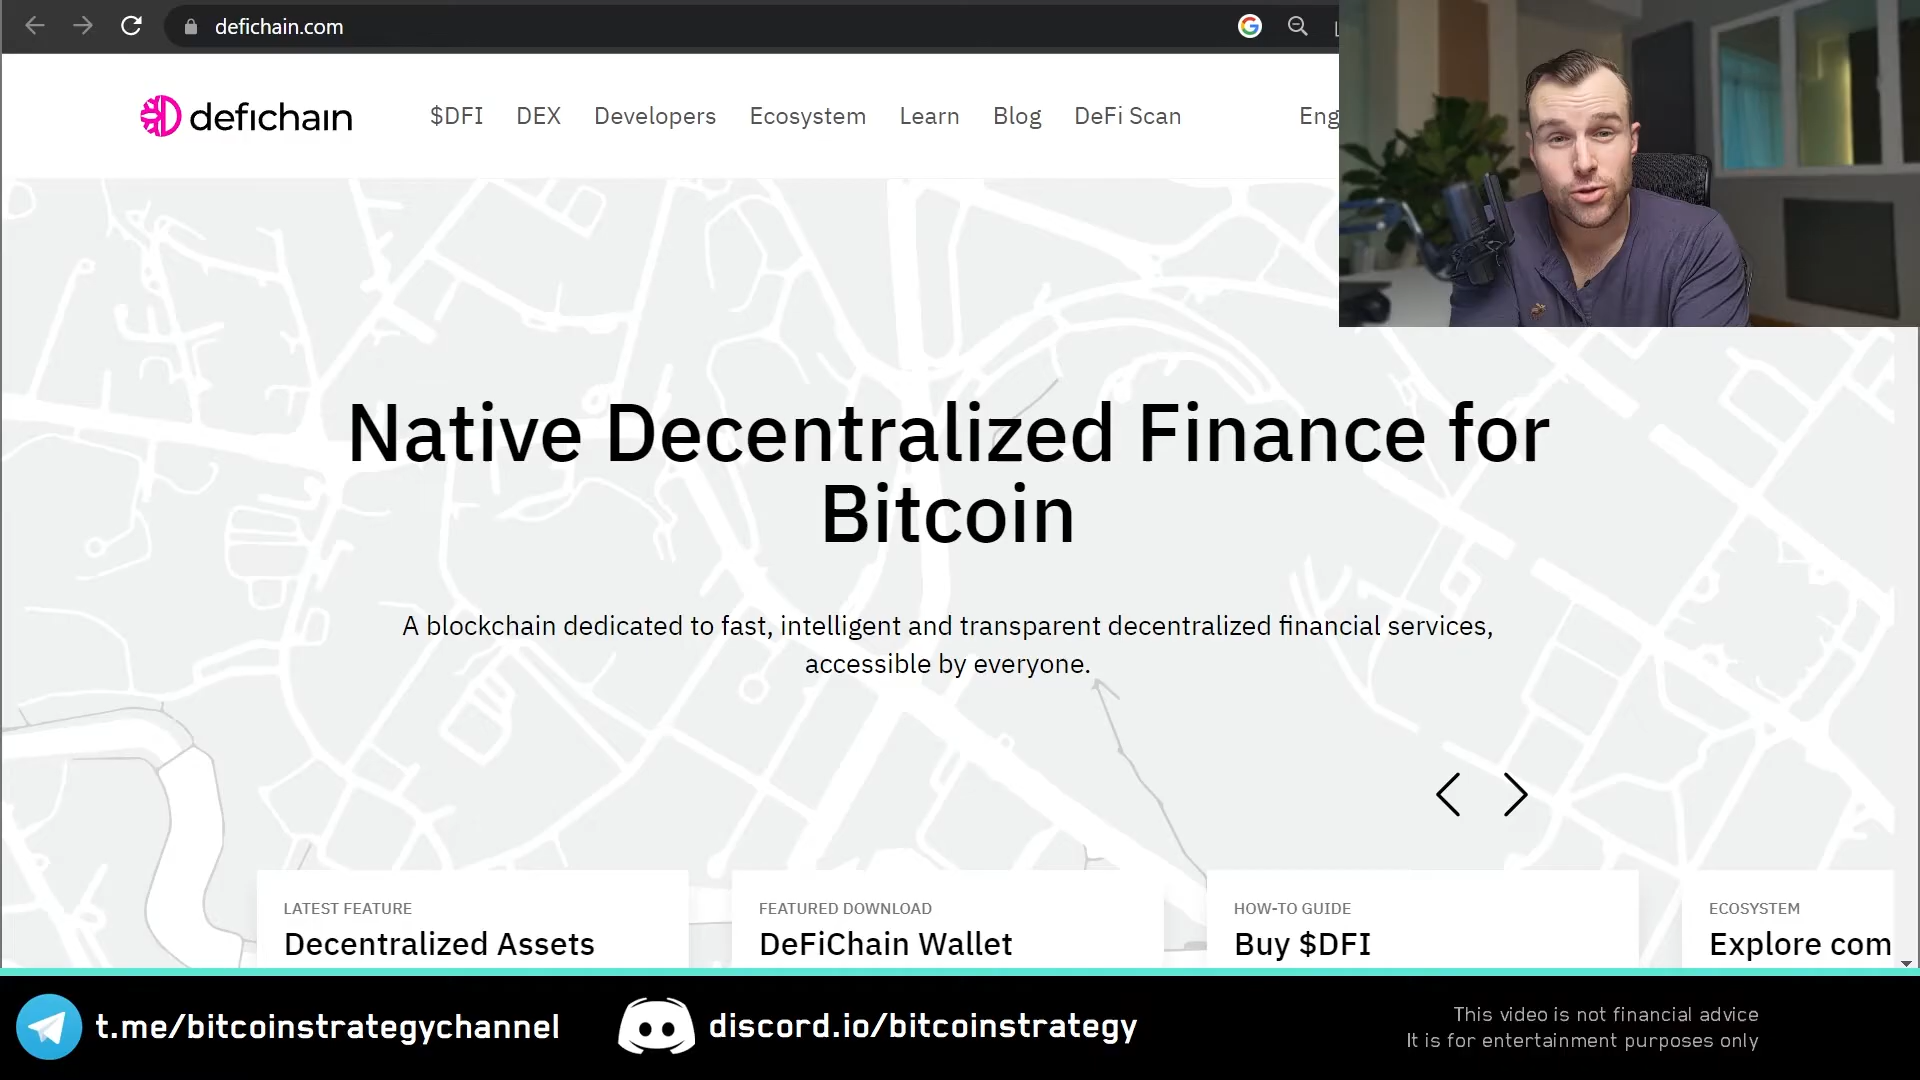 defichain.com
defichain
$DFI DEX Developers Ecosystem Learn Blog DeFi Scan Eng
Native Decentralized Finance for
Bitcoin
A blockchain dedicated to fast, intelligent and transparent decentralized financial services,
accessible by everyone.
LATEST FEATURE
Decentralized Assets
FEATURED DOWNLOAD
DeFiChain Wallet
HOW-TO GUIDE
Buy $DFI
ECOSYSTEM
Explore com
t.me/bitcoinstrategychannel
discord.io/bitcoinstrategy
This video is not financial advice
It is for entertainment purposes only